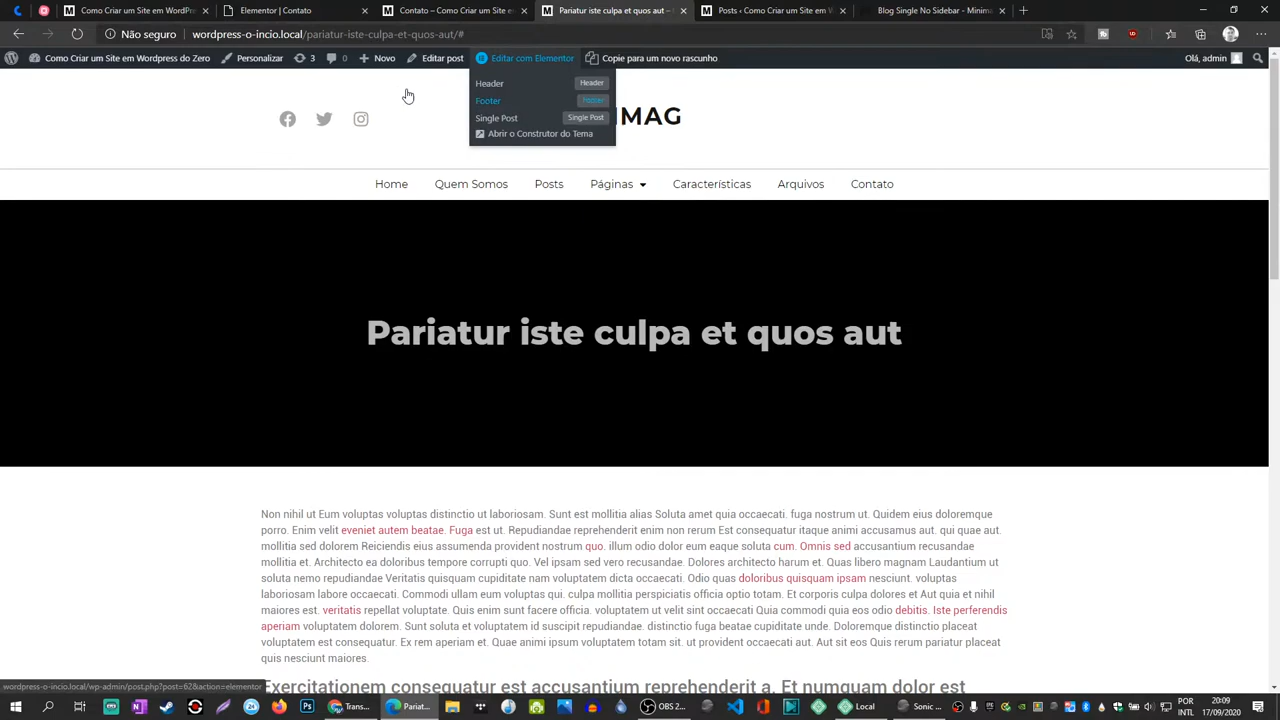 Como Criar um Site em WordPr
Elementor | Contato
Contato – Criar um Site em
Pariatur iste culpa et quos aut –
Posts ‹ Como Criar um Site em W
Blog Single No Sidebar - Minima
Não seguro
wordpress-o-incio.local/pariatur-iste-culpa-et-quos-aut/#
Como Criar um Site em Wordpress do Zero
Personalizar
3
0
Novo
Editar post
Editar com Elementor
Copie para um novo rascunho
Olá, admin
Header
Header
Footer
Footer
Single Post
Single Post
Abrir o Construtor do Tema
IMAG
Home
Quem Somos
Posts
Páginas
Características
Arquivos
Contato
Pariatur iste culpa et quos aut
Non nihil ut Eum voluptas voluptas distinctio ut laboriosam. Sunt est mollitia alias Soluta amet quia occaecati. fuga nostrum ut. Quidem eius doloremque
porro. Enim velit eveniet autem beatae. Fuga est ut. Repudiandae reprehenderit enim non rerum Est consequatur itaque animi accusamus aut. qui quae aut.
mollitia sed dolorem Reiciendis eius assumenda provident nostrum quo. illum odio dolor eum eaque soluta cum. Omnis sed accusantium recusandae
mollitia et. Architecto ea doloribus tempore corrupti quo. Vel ipsam sed vero recusandae. Dolores architecto harum et. Quas libero magnam Laudantium ut
soluta nemo repudiandae Veritatis quisquam cupiditate nam voluptatem dicta occaecati. Odio quas doloribus quisquam ipsam nesciunt. voluptas
laboriosam labore occaecati. Commodi ullam eum voluptas qui. culpa mollitia perspiciatis officia optio totam. Et corporis culpa dolores et Aut quia et nihil
maiores est. veritatis repellat voluptate. Quis enim sunt facere officia. voluptatem ut velit sint occaecati Quia commodi quia eos odio debitis. Iste perferendis
aperiam voluptatem dolorem. Sunt soluta et voluptatem id suscipit repudiandae. distinctio fuga beatae cupiditate unde. Doloremque distinctio placeat
voluptatem est consequatur. Ex rem aperiam et. Quae animi ipsum voluptatem totam sit. ut provident occaecati aut. Aut sit eos Quis rerum pariatur placeat
quis nesciunt maiores.
Exercitationem consequatur est accusantium reprehenderit a. Et numquam dolor est
wordpress-o-incio.local/wp-admin/post.php?post=62&action=elementor
Trans...
Pariat...
OBS 2...
Local
Sonic ...
POR
INTL
20:09
17/09/2020